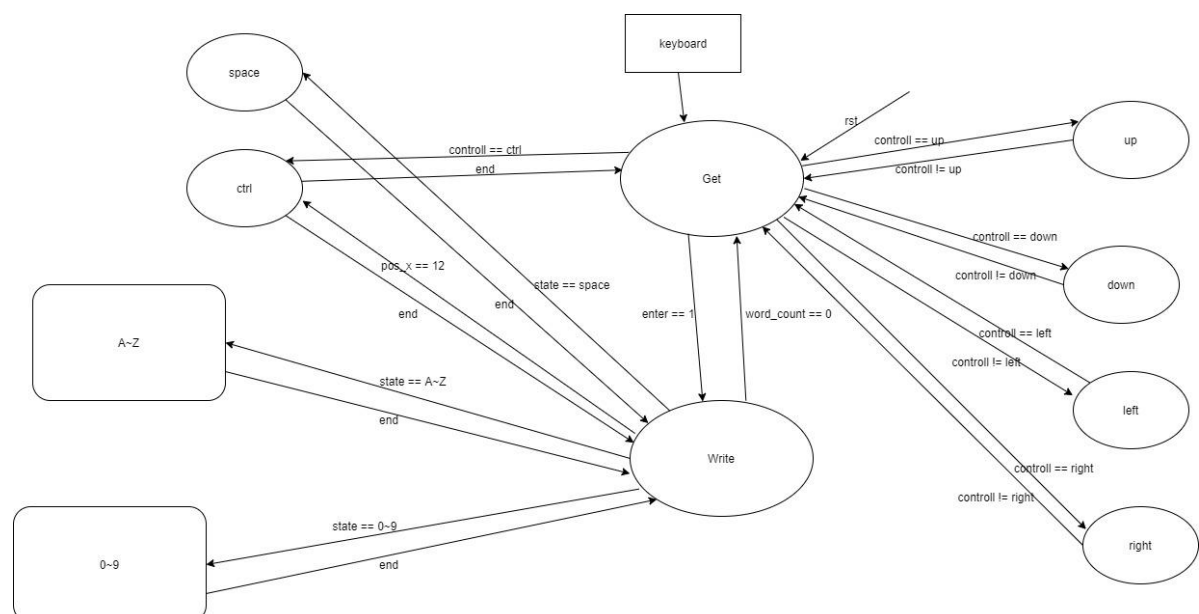 keyboard
space
rst
controll == up
up
controll == ctrl
controll != up
end
Get
ctrl
controll == down
pos_x == 12
controll != down
state == space
down
end
end
enter == 1
word_count == 0
controll == left
A~Z
controll != left
state == A~Z
left
end
Write
controll == right
controll != right
state == 0~9
right
0~9
end